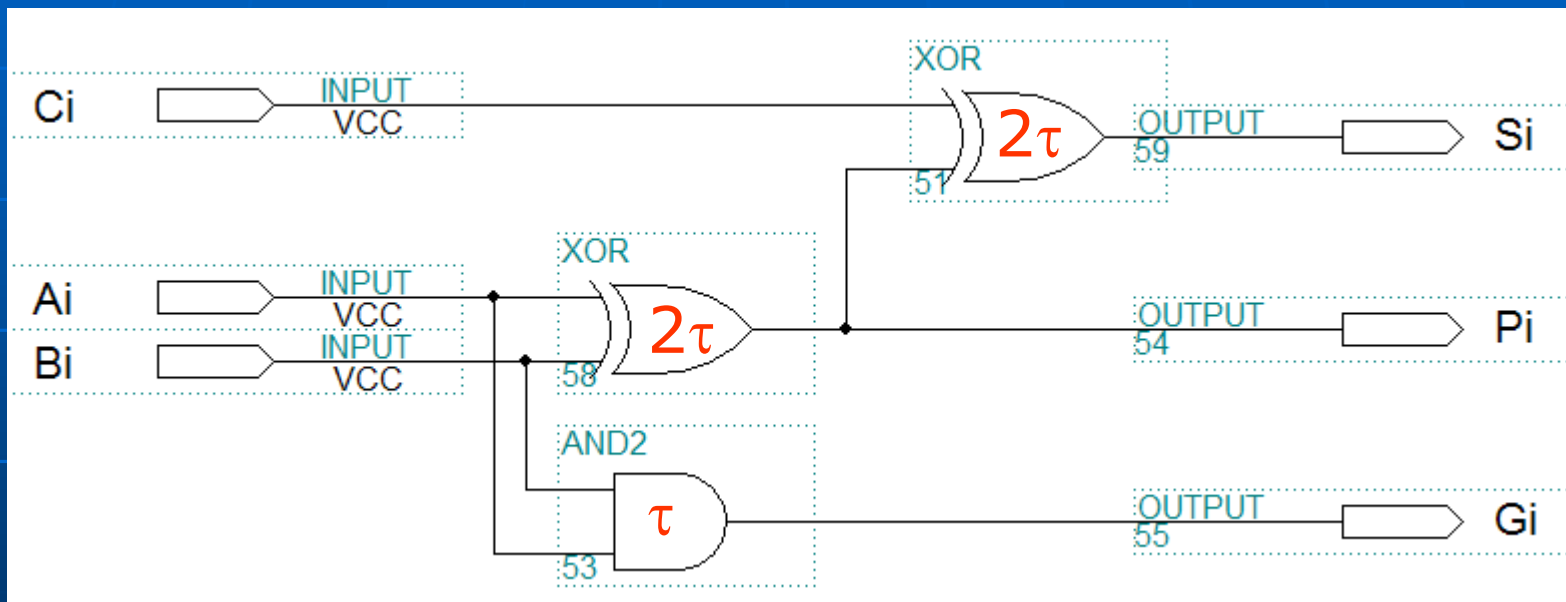 XOR
Ci INPUT
VCC
2τ
OUTPUT Si
59
51
XOR
Ai INPUT
VCC
2τ
OUTPUT Pi
54
Bi INPUT
VCC
58
AND2
τ
OUTPUT Gi
55
53